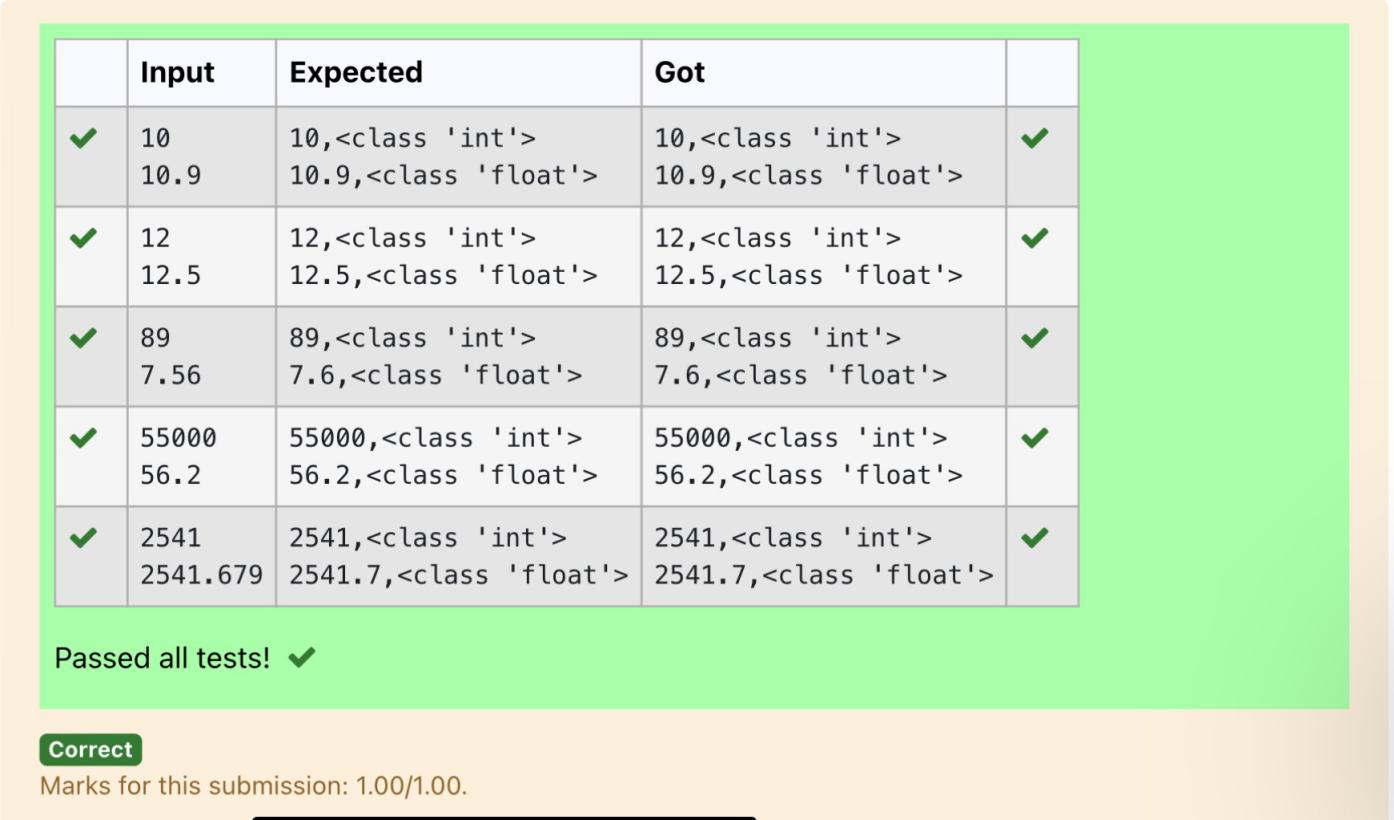 Input Expected Got
10 10,<class 'int'> 10,<class 'int'>
10.9 10.9,<class 'float'> 10.9,<class 'float'>
12 12,<class 'int'> 12,<class 'int'>
12.5 12.5,<class 'float'> 12.5,<class 'float'>
89 89,<class 'int'> 89,<class 'int'>
7.56 7.6,<class 'float'> 7.6,<class 'float'>
55000 55000,<class 'int'> 55000,<class 'int'>
56.2 56.2,<class 'float'> 56.2,<class 'float'>
2541 2541,<class 'int'> 2541,<class 'int'>
2541.679 2541.7,<class 'float'> 2541.7,<class 'float'>
Passed all tests!
Correct
Marks for this submission: 1.00/1.00.